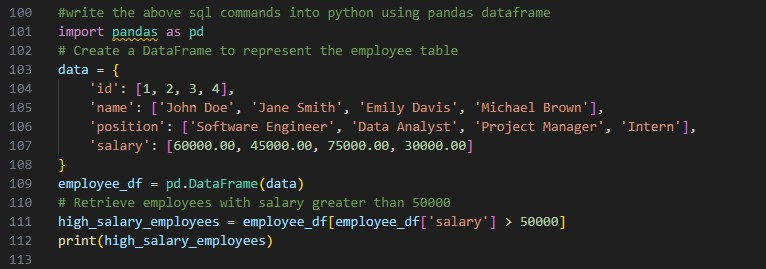 100 #write the above sql commands into python using pandas dataframe
101 import pandas as pd
102 # Create a DataFrame to represent the employee table
103 data = {
104     'id': [1, 2, 3, 4],
105     'name': ['John Doe', 'Jane Smith', 'Emily Davis', 'Michael Brown'],
106     'position': ['Software Engineer', 'Data Analyst', 'Project Manager', 'Intern'],
107     'salary': [60000.00, 45000.00, 75000.00, 30000.00]
108 }
109 employee_df = pd.DataFrame(data)
110 # Retrieve employees with salary greater than 50000
111 high_salary_employees = employee_df[employee_df['salary'] > 50000]
112 print(high_salary_employees)
113